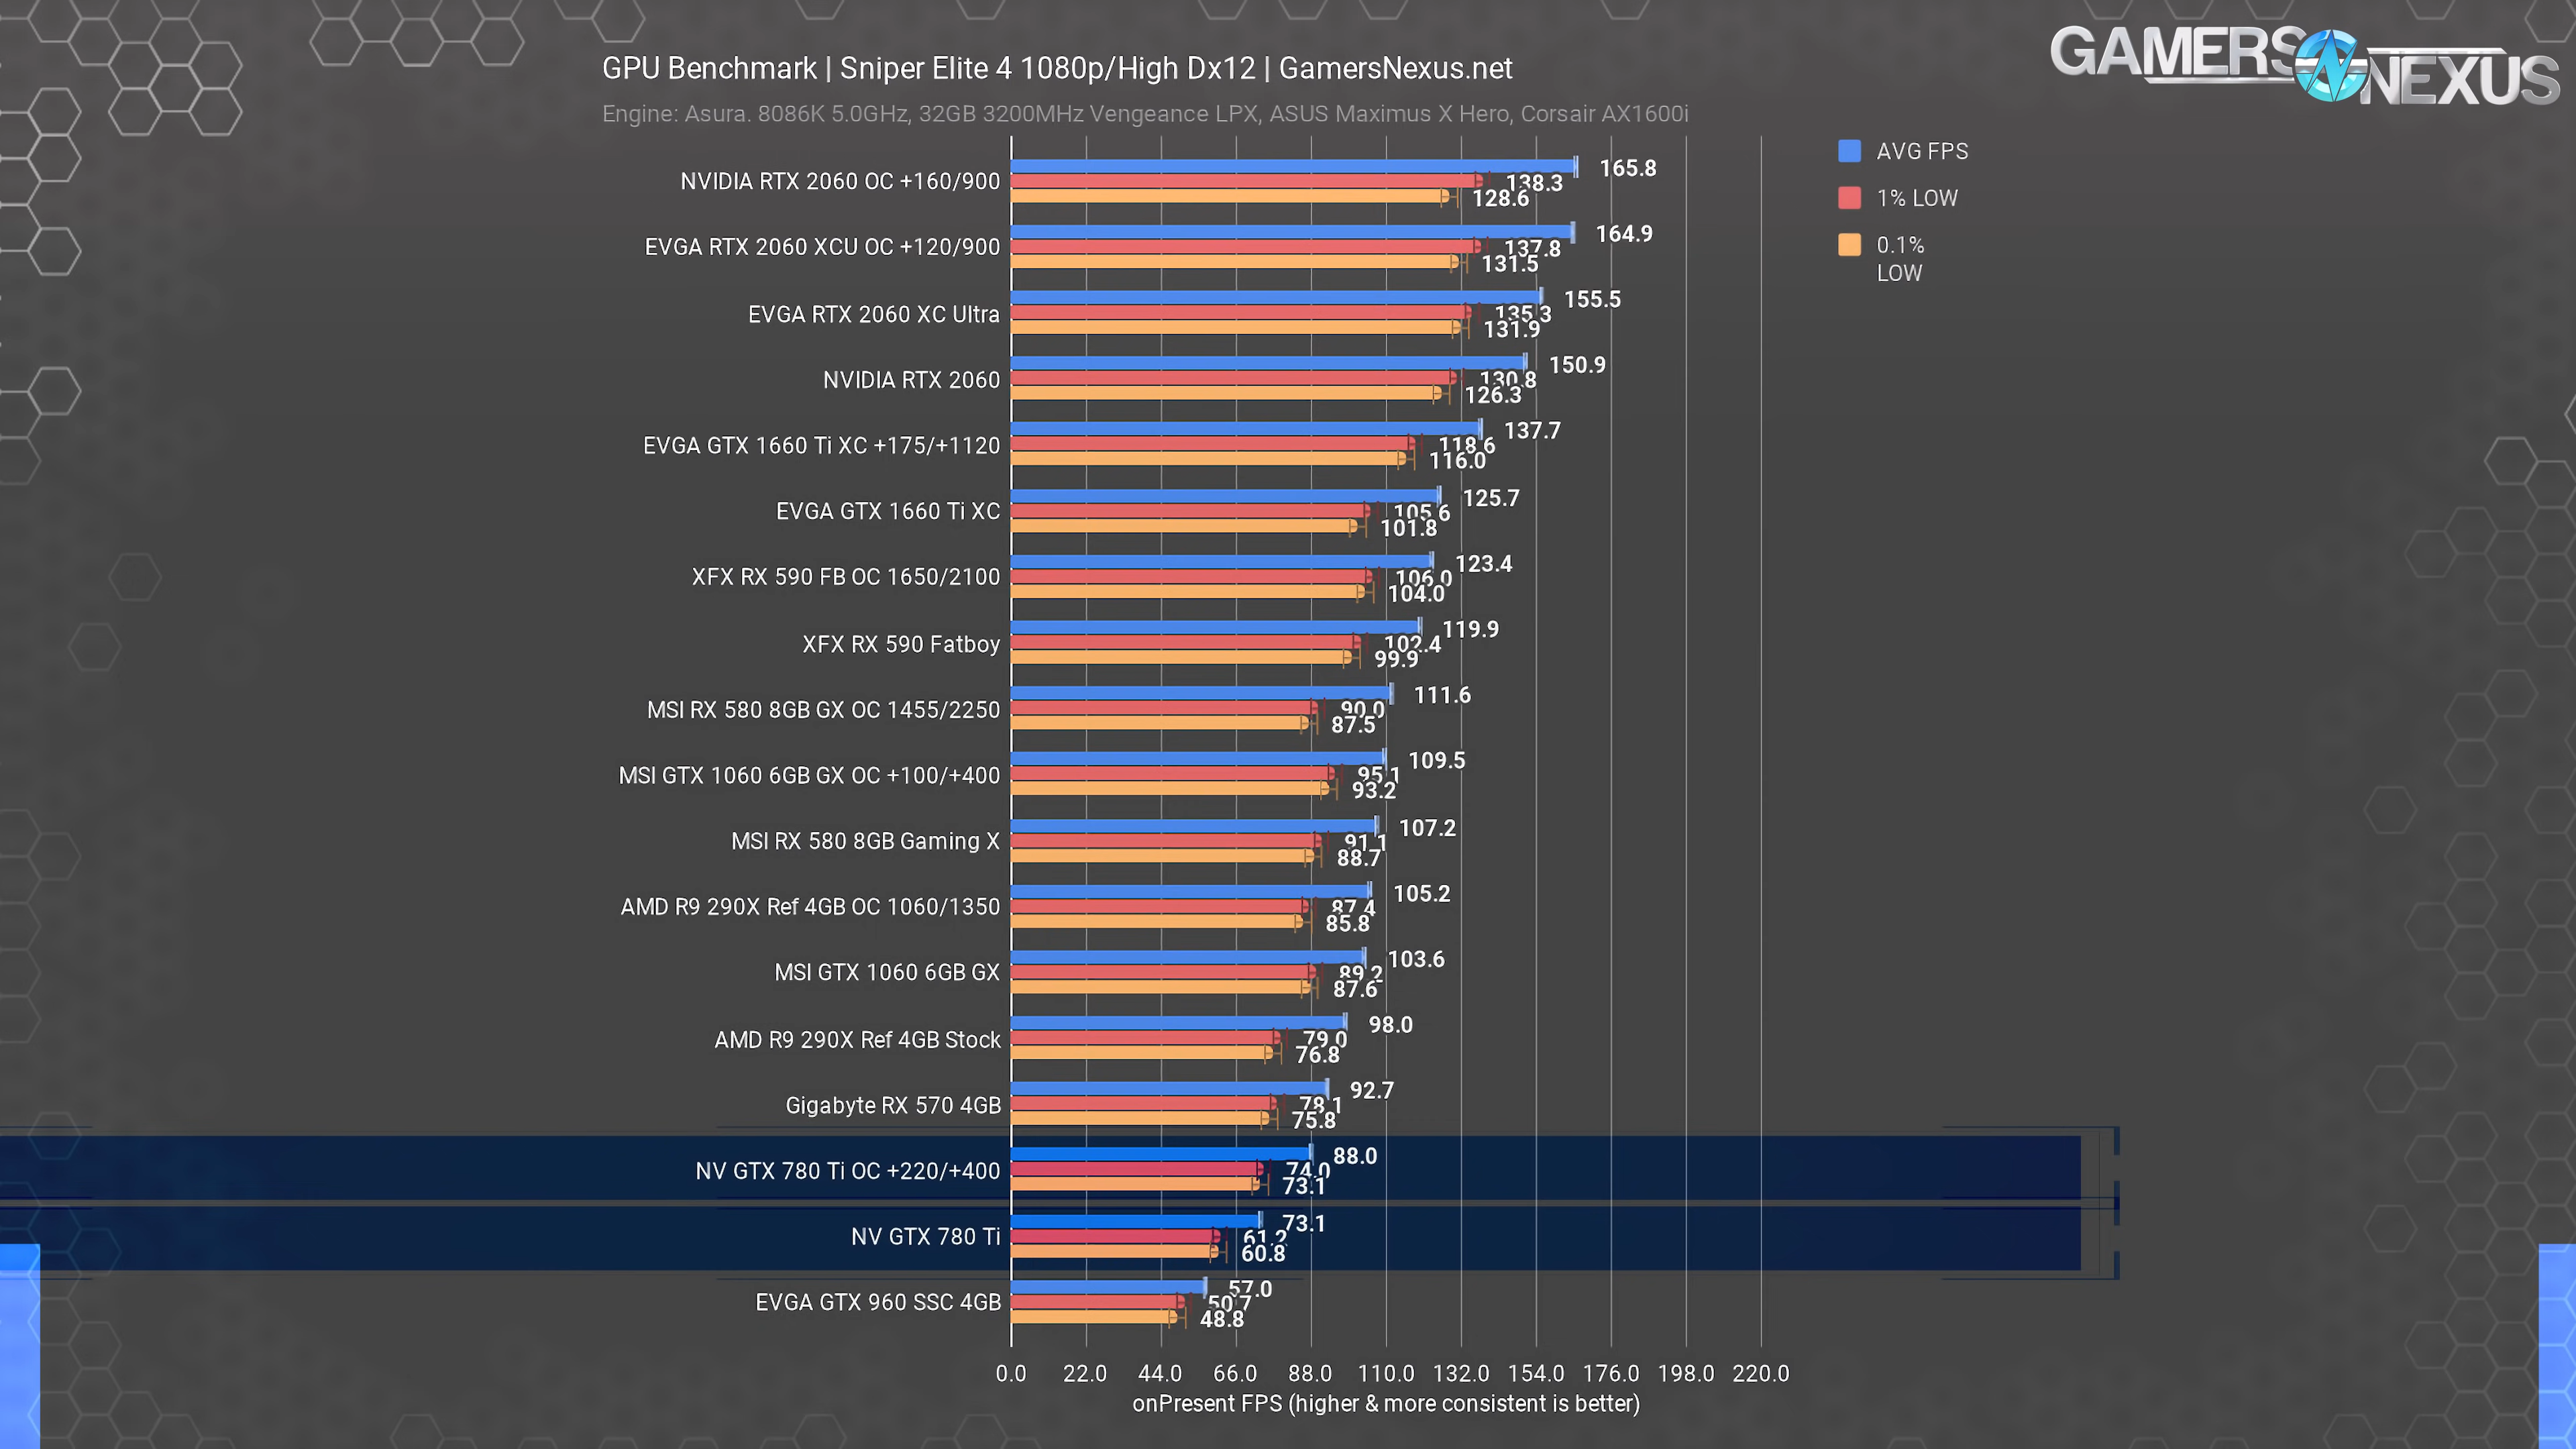 GAMERS NEXUS
GPU Benchmark | Sniper Elite 4 1080p/High Dx12 | GamersNexus.net
Engine: Asura. 8086K 5.0GHz, 32GB 3200MHz Vengeance LPX, ASUS Maximus X Hero, Corsair AX1600i
AVG FPS
1% LOW
0.1%
LOW
NVIDIA RTX 2060 OC +160/900
165.8
138.3
128.6
EVGA RTX 2060 XCU OC +120/900
164.9
137.8
131.5
EVGA RTX 2060 XC Ultra
155.5
135.3
131.9
NVIDIA RTX 2060
150.9
130.8
126.3
EVGA GTX 1660 Ti XC +175/+1120
137.7
118.6
116.0
EVGA GTX 1660 Ti XC
125.7
105.6
101.8
XFX RX 590 FB OC 1650/2100
123.4
106.0
104.0
XFX RX 590 Fatboy
119.9
102.4
99.9
MSI RX 580 8GB GX OC 1455/2250
111.6
90.0
87.5
MSI GTX 1060 6GB GX OC +100/+400
109.5
95.1
93.2
MSI RX 580 8GB Gaming X
107.2
91.1
88.7
AMD R9 290X Ref 4GB OC 1060/1350
105.2
87.4
85.8
MSI GTX 1060 6GB GX
103.6
89.2
87.6
AMD R9 290X Ref 4GB Stock
98.0
79.0
76.8
Gigabyte RX 570 4GB
92.7
78.1
75.8
NV GTX 780 Ti OC +220/+400
88.0
74.0
73.1
NV GTX 780 Ti
73.1
61.2
60.8
EVGA GTX 960 SSC 4GB
57.0
50.7
48.8
0.0 22.0 44.0 66.0 88.0 110.0 132.0 154.0 176.0 198.0 220.0
onPresent FPS (higher & more consistent is better)